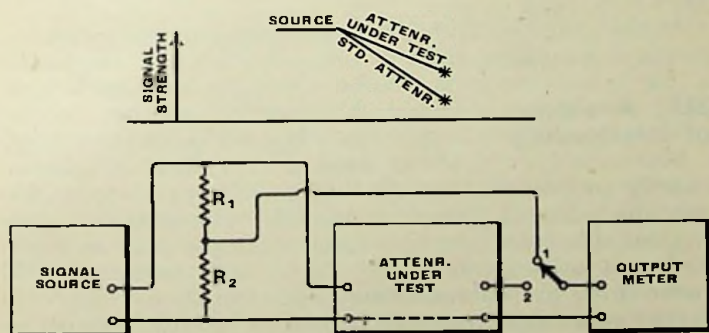 SOURCE
ATTENR.
UNDER TEST
STD. ATTENR.
SIGNAL
STRENGTH
R1
R2
SIGNAL
SOURCE
ATTENR.
UNDER
TEST
1
2
OUTPUT
METER